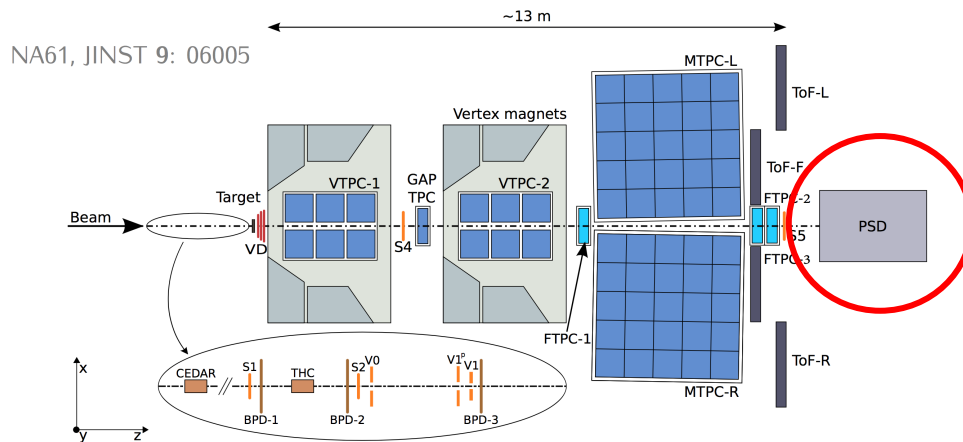 ~13 m
NA61, JINST 9: 06005
MTPC-L
ToF-L
Vertex magnets
ToF-F
Target
VTPC-1
GAP
TPC
VTPC-2
FTPC-2
Beam
PSD
VD
S4
S5
FTPC-3
FTPC-1
ToF-R
MTPC-R
x
y
z
CEDAR
S1
THC
S2
V0
V1p
V1
BPD-1
BPD-2
BPD-3